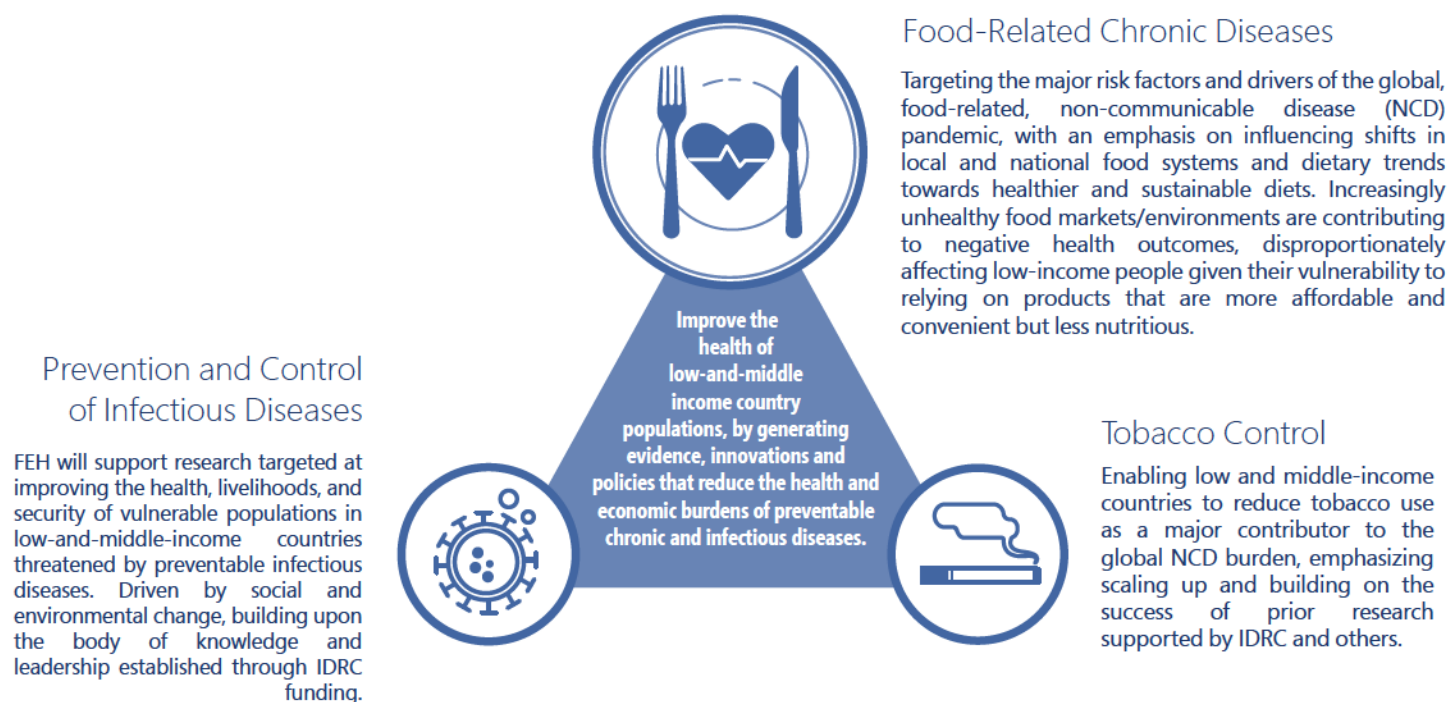 Food-Related Chronic Diseases
Targeting the major risk factors and drivers of the global,
food-related, non-communicable disease (NCD)
pandemic, with an emphasis on influencing shifts in
local and national food systems and dietary trends
towards healthier and sustainable diets. Increasingly
unhealthy food markets/environments are contributing
to negative health outcomes, disproportionately
affecting low-income people given their vulnerability to
relying on products that are more affordable and
convenient but less nutritious.
Improve the
health of
low-and-middle
income country
populations, by generating
evidence, innovations and
policies that reduce the health and
economic burdens of preventable
chronic and infectious diseases.
Prevention and Control
of Infectious Diseases
FEH will support research targeted at
improving the health, livelihoods, and
security of vulnerable populations in
low-and-middle-income countries
threatened by preventable infectious
diseases. Driven by social and
environmental change, building upon
the body of knowledge and
leadership established through IDRC
funding.
Tobacco Control
Enabling low and middle-income
countries to reduce tobacco use
as a major contributor to the
global NCD burden, emphasizing
scaling up and building on the
success of prior research
supported by IDRC and others.